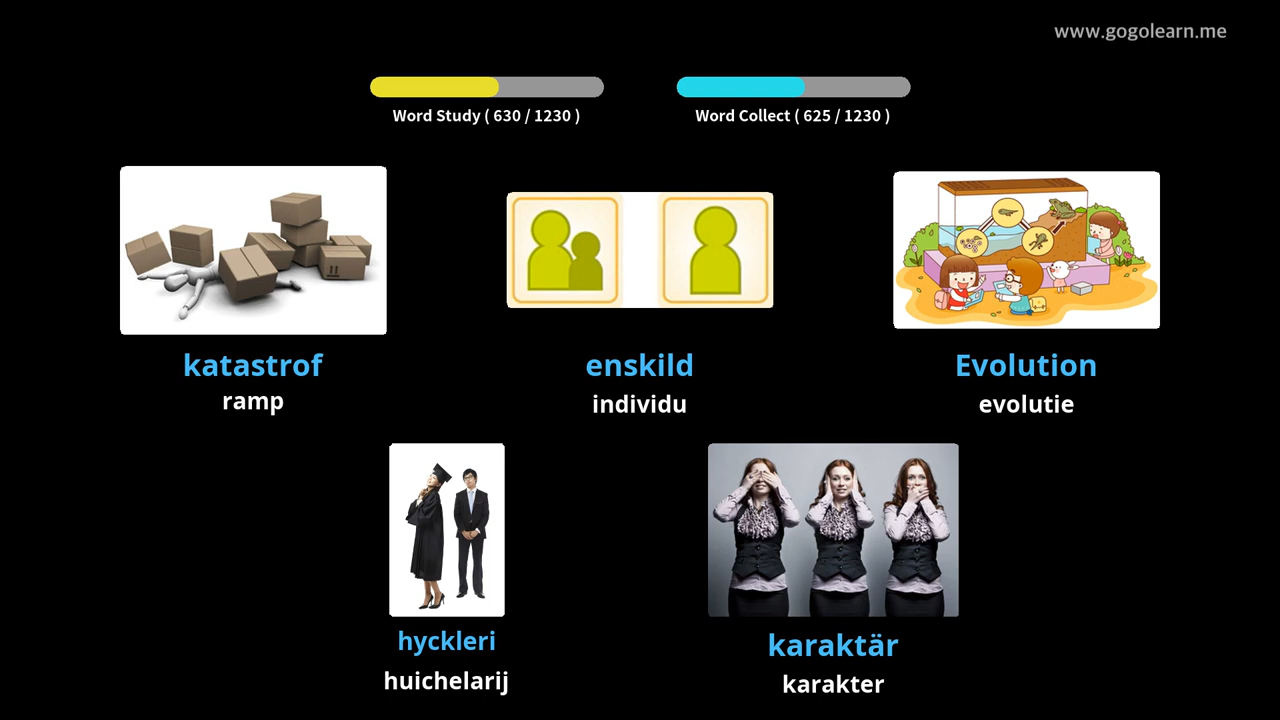 www.gogolearn.me
Word Study ( 630 / 1230 )
Word Collect ( 625 / 1230 )
katastrof
ramp
enskild
individu
Evolution
evolutie
hyckleri
huichelarij
karaktär
karakter